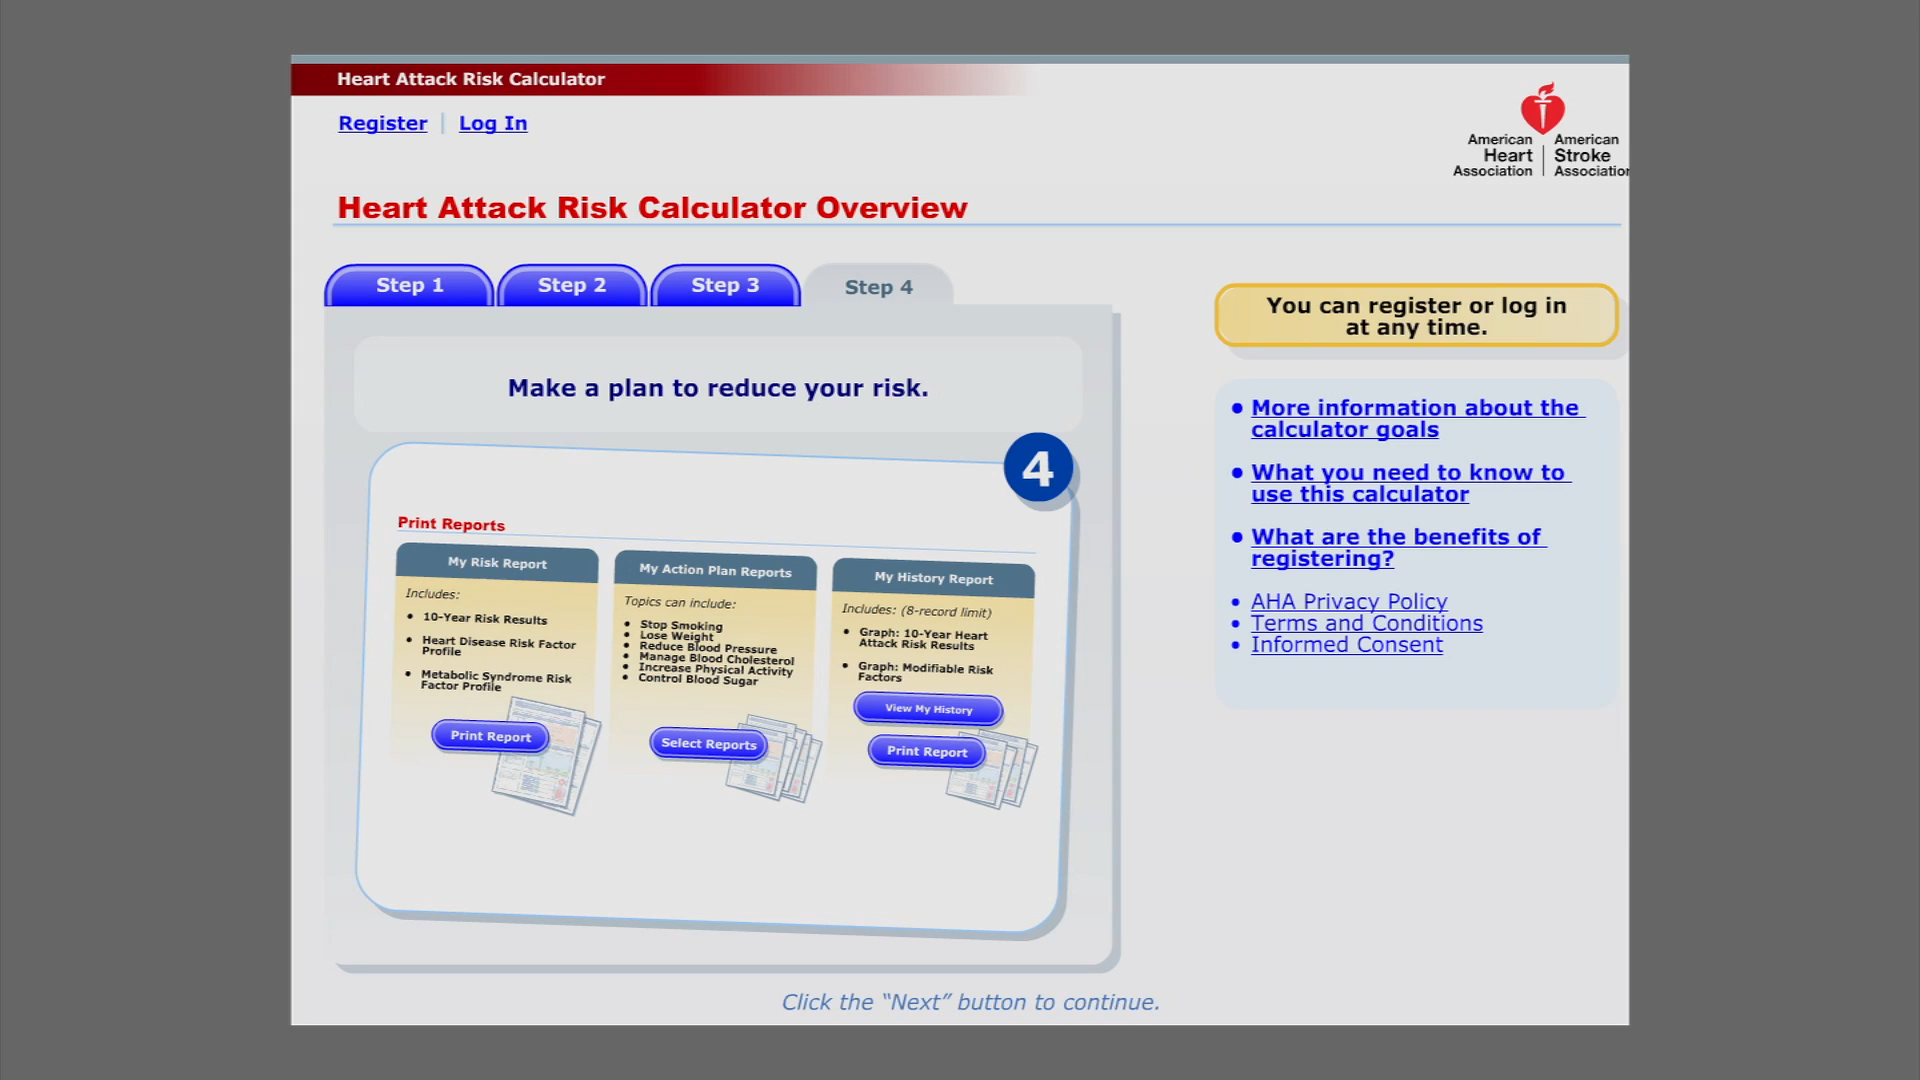 Heart Attack Risk Calculator
Register | Log In
American Heart Association
American Stroke Association
Heart Attack Risk Calculator Overview
Step 1
Step 2
Step 3
Step 4
Make a plan to reduce your risk.
4
Print Reports
My Risk Report
Includes:
• 10-Year Risk Results
• Heart Disease Risk Factor
Profile
• Metabolic Syndrome Risk
Factor Profile
Print Report
My Action Plan Reports
Topics can include:
• Stop Smoking
• Lose Weight
• Reduce Blood Pressure
• Manage Blood Cholesterol
• Increase Physical Activity
• Control Blood Sugar
Select Reports
My History Report
Includes: (8-record limit)
• Graph: 10-Year Heart
Attack Risk Results
• Graph: Modifiable Risk
Factors
View My History
Print Report
You can register or log in
at any time.
• More information about the
calculator goals
• What you need to know to
use this calculator
• What are the benefits of
registering?
• AHA Privacy Policy
• Terms and Conditions
• Informed Consent
Click the “Next” button to continue.